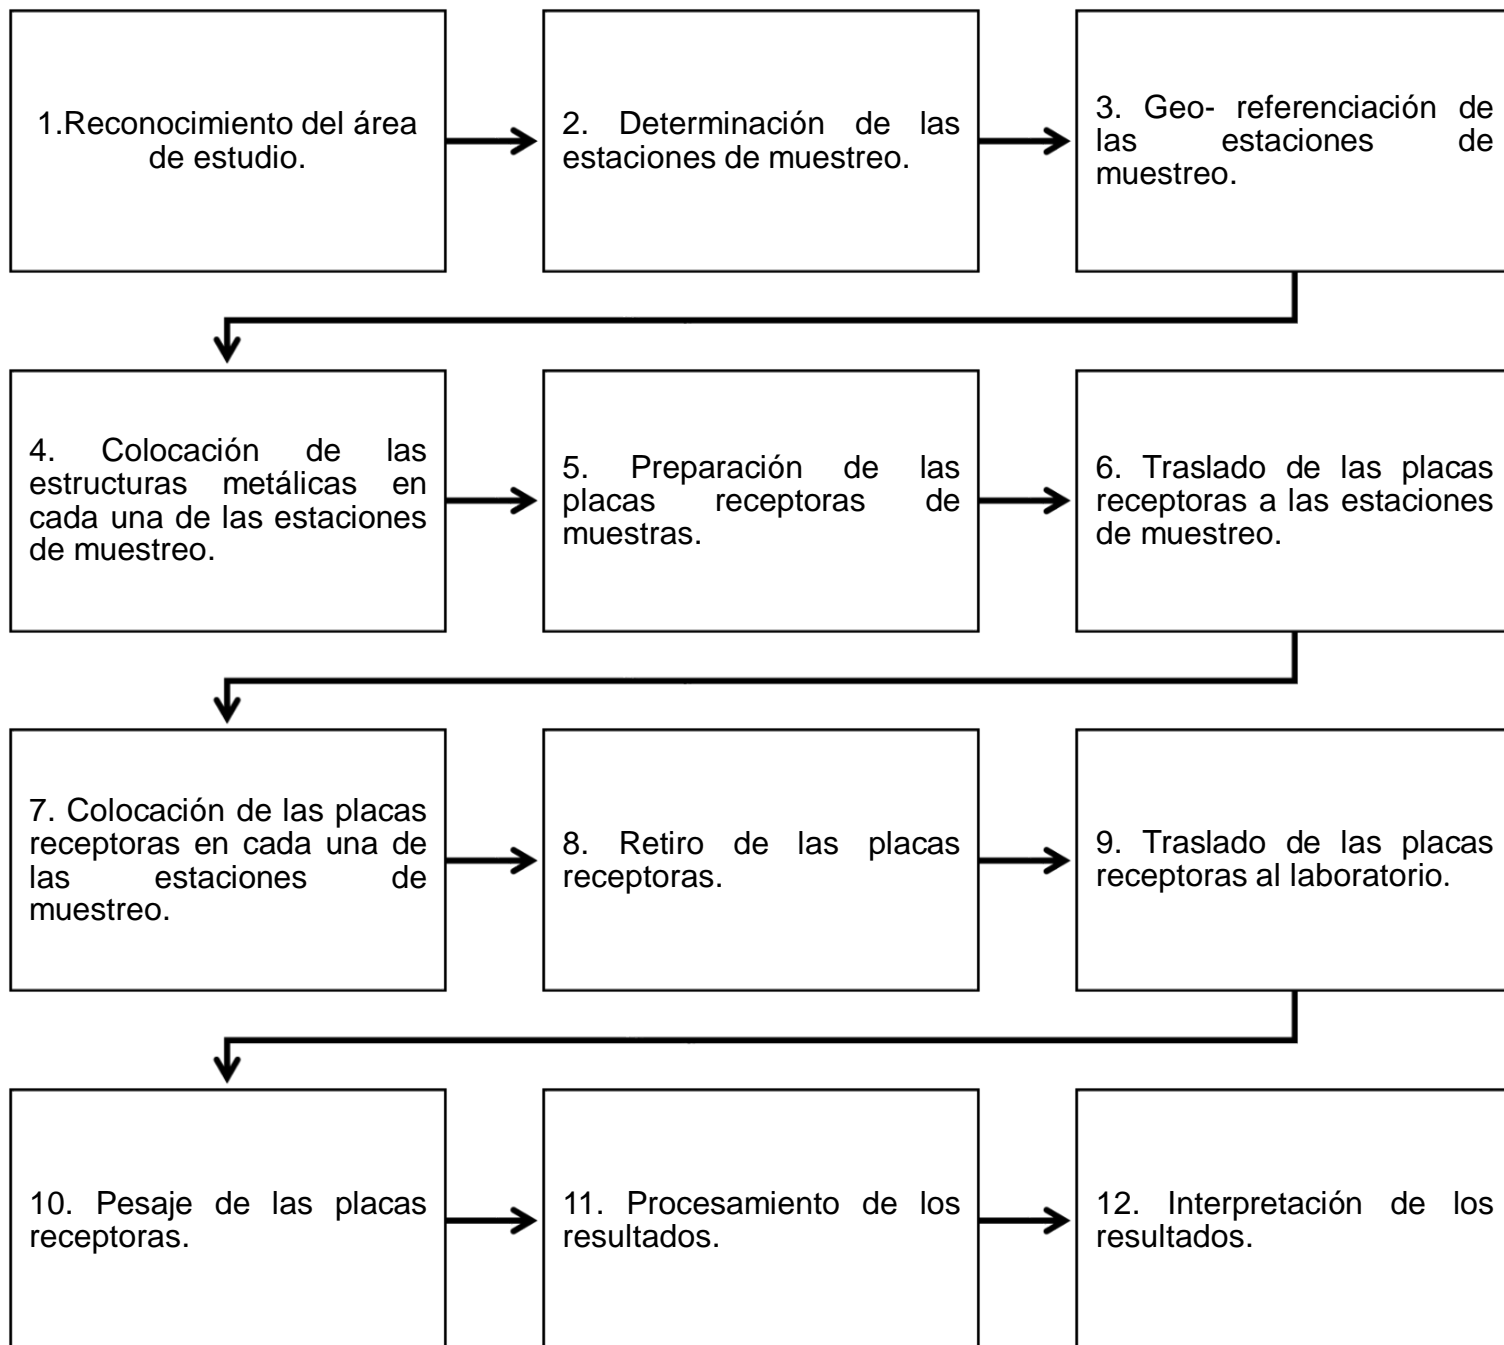 1.Reconocimiento del área
de estudio.
2. Determinación de las
estaciones de muestreo.
3. Geo- referenciación de
las estaciones de
muestreo.
4. Colocación de las
estructuras metálicas en
cada una de las estaciones
de muestreo.
5. Preparación de las
placas receptoras de
muestras.
6. Traslado de las placas
receptoras a las estaciones
de muestreo.
7. Colocación de las placas
receptoras en cada una de
las estaciones de
muestreo.
8. Retiro de las placas
receptoras.
9. Traslado de las placas
receptoras al laboratorio.
10. Pesaje de las placas
receptoras.
11. Procesamiento de los
resultados.
12. Interpretación de los
resultados.